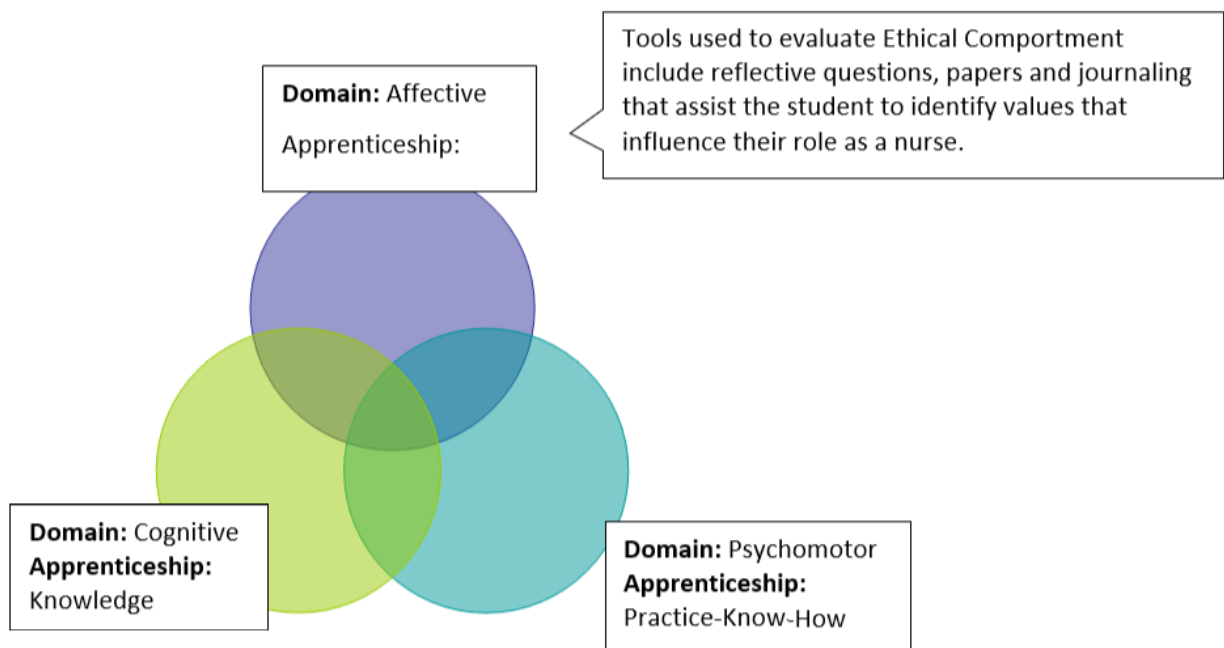 Domain: Affective
Apprenticeship:
Tools used to evaluate Ethical Comportment
include reflective questions, papers and journaling
that assist the student to identify values that
influence their role as a nurse.
Domain: Cognitive
Apprenticeship:
Knowledge
Domain: Psychomotor
Apprenticeship:
Practice-Know-How